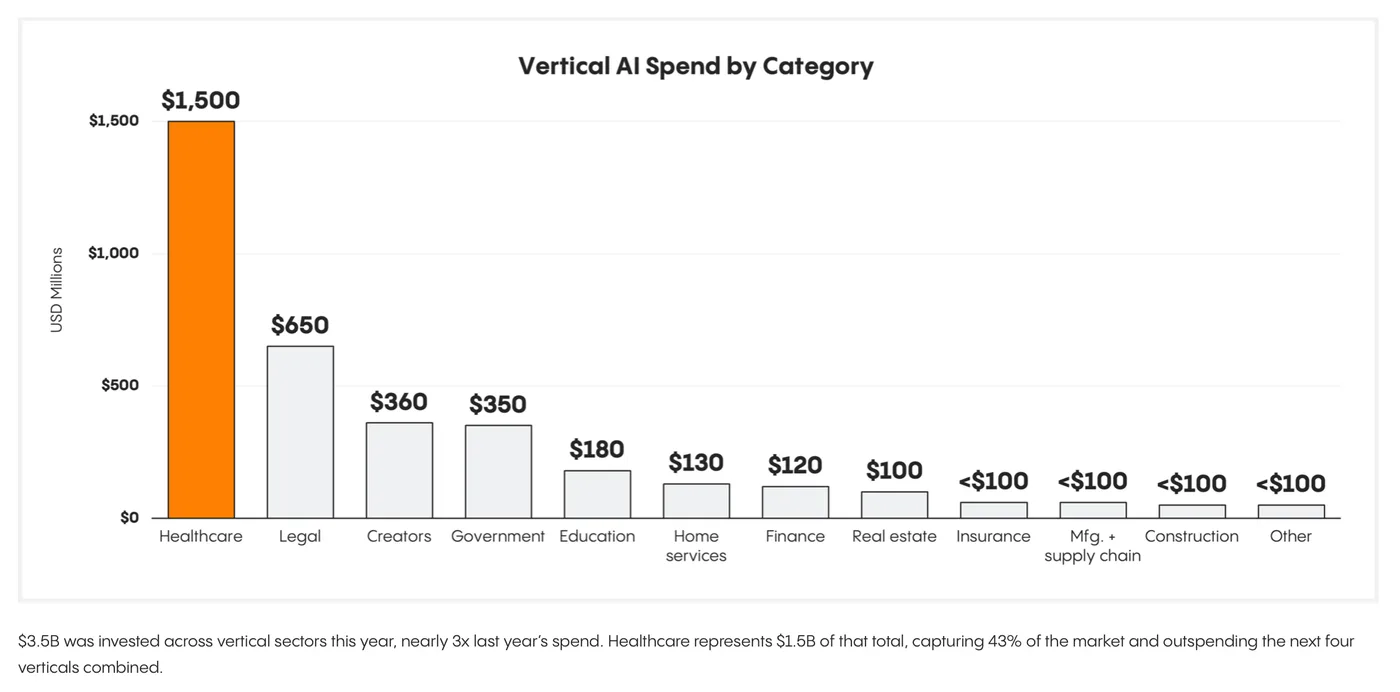 Vertical AI Spend by Category
$1,500
$1,500
$1,000
$500
$0
USD Millions
$650
$360
$350
$180
$130
$120
$100
<$100
<$100
<$100
<$100
Healthcare
Legal
Creators
Government
Education
Home
services
Finance
Real estate
Insurance
Mfg. +
supply chain
Construction
Other
$3.5B was invested across vertical sectors this year, nearly 3x last year’s spend. Healthcare represents $1.5B of that total, capturing 43% of the market and outspending the next four
verticals combined.